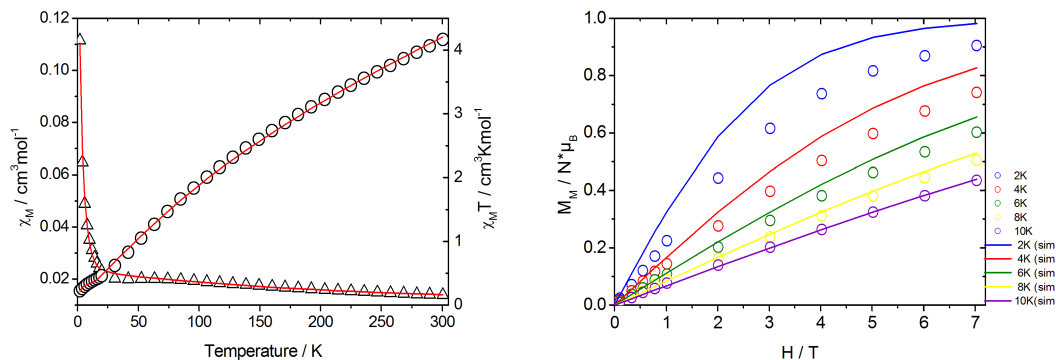 0.12
0.10
0.08
0.06
0.04
0.02
χM / cm³mol⁻¹
0 50 100 150 200 250 300
Temperature / K
4
3
2
1
0
χMT / cm³Kmol⁻¹
1.0
0.8
0.6
0.4
0.2
0.0
MM / N*μB
0 1 2 3 4 5 6 7
H / T
2K
4K
6K
8K
10K
2K (sim
4K (sim
6K (sim
8K (sim
10K(sim